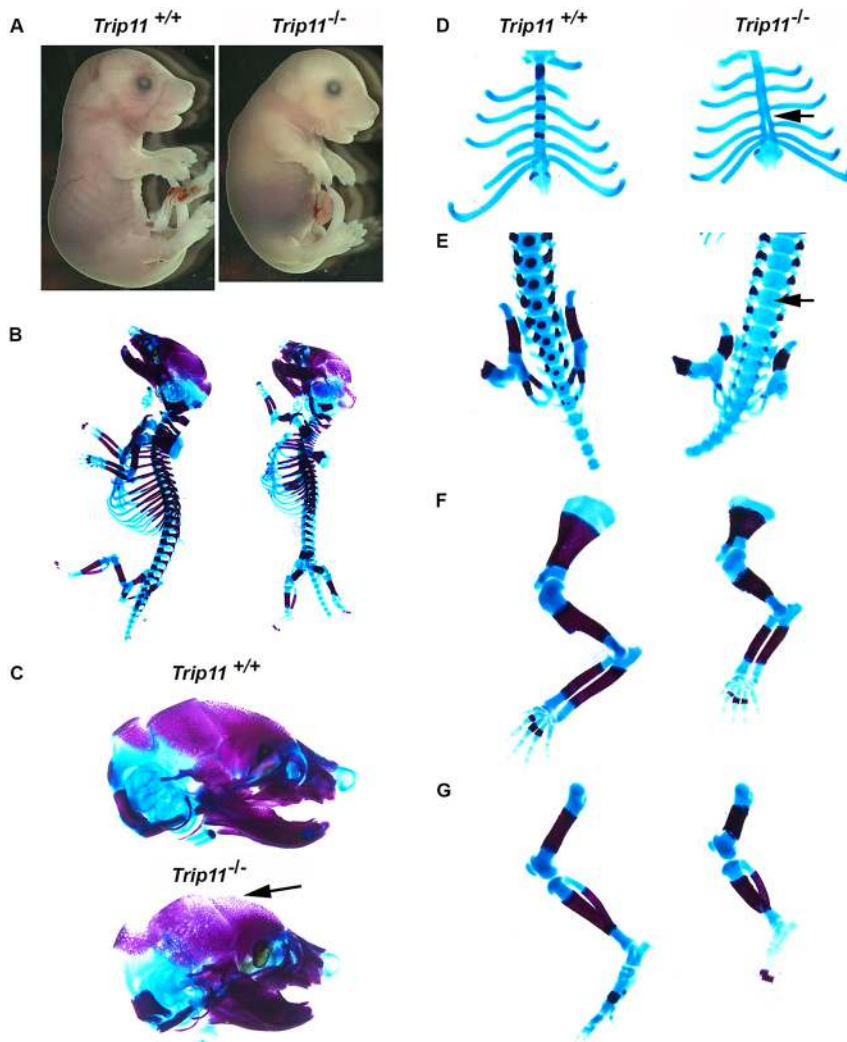 A
Trip11 +/+
Trip11-/-
B
C
Trip11 +/+
Trip11-/-
D
Trip11 +/+
Trip11-/-
E
F
G